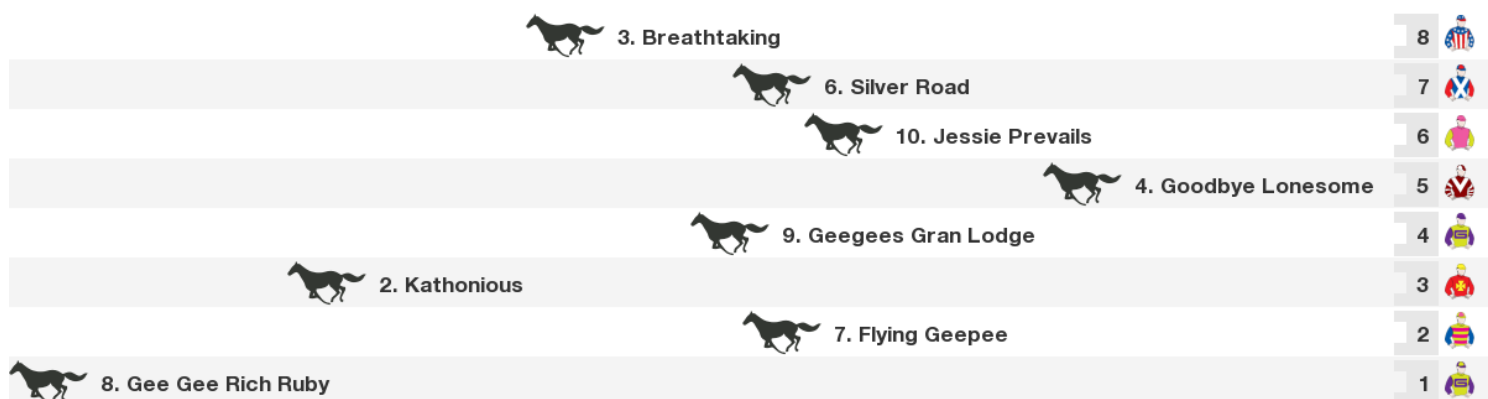 3. Breathtaking 8
6. Silver Road 7
10. Jessie Prevails 6
4. Goodbye Lonesome 5
9. Geegees Gran Lodge 4
2. Kathonious 3
7. Flying Geepee 2
8. Gee Gee Rich Ruby 1